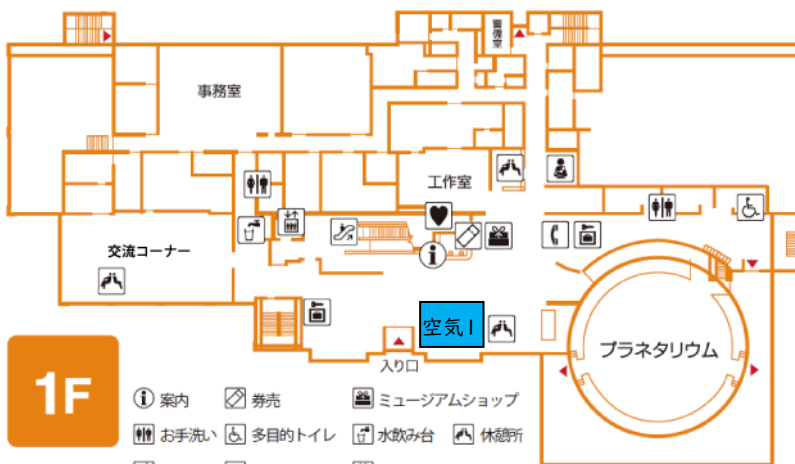 警備室
事務室
工作室
交流コーナー
空気1
プラネタリウム
入り口
1F
案内
券売
ミュージアムショップ
お手洗い
多目的トイレ
水飲み台
休憩所